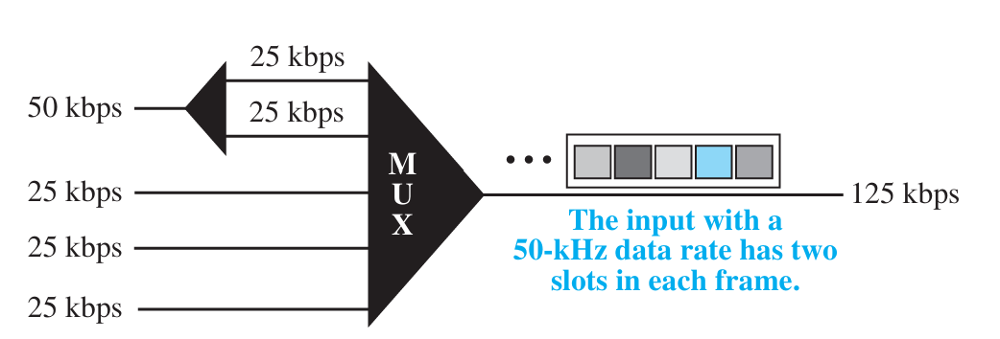 25 kbps
50 kbps
25 kbps
M
U
X
25 kbps
125 kbps
The input with a
50-kHz data rate has two
slots in each frame.
25 kbps
25 kbps